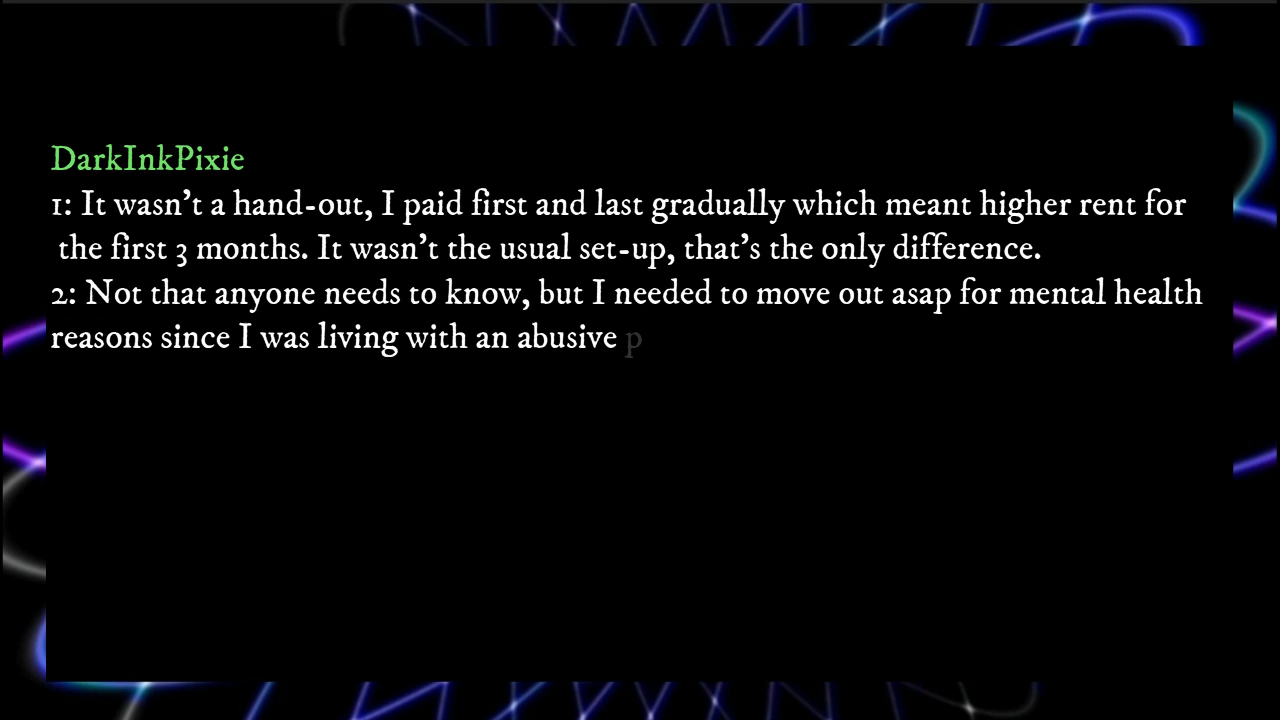 DarkInkPixie
1: It wasn't a hand-out, I paid first and last gradually which meant higher rent for
the first 3 months. It wasn't the usual set-up, that's the only difference.
2: Not that anyone needs to know, but I needed to move out asap for mental health
reasons since I was living with an abusive p